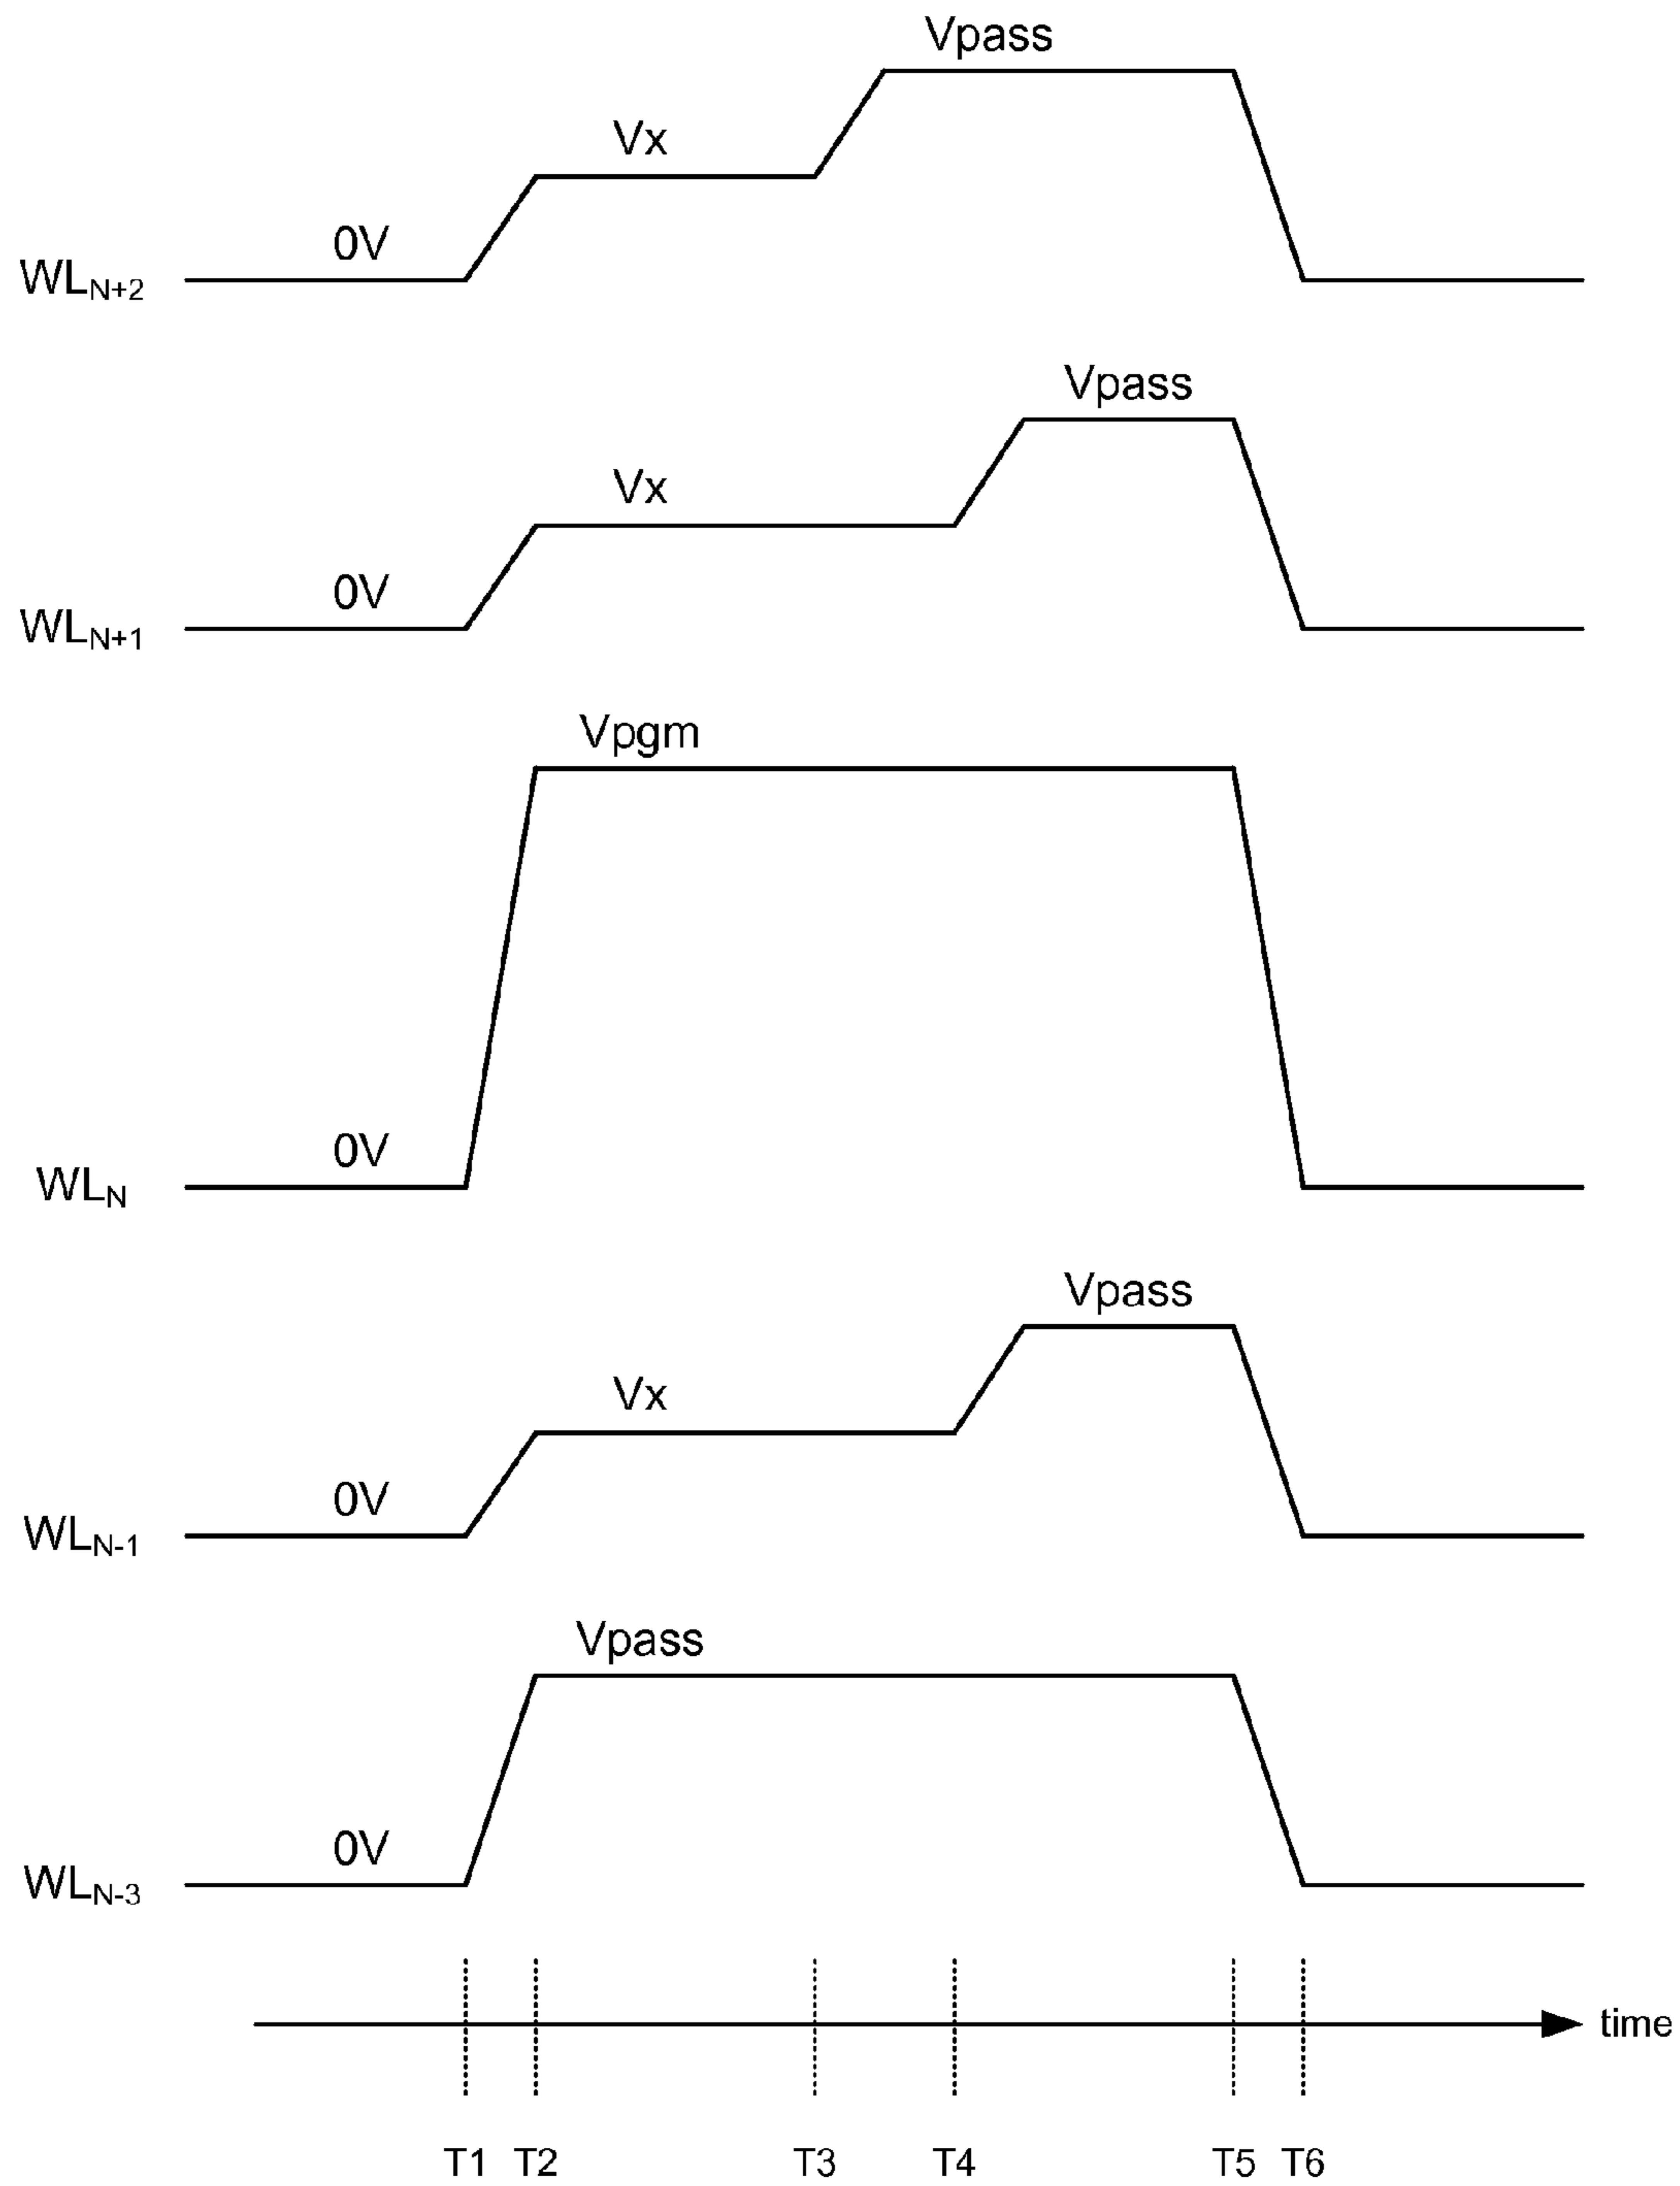 Vpass
Vx
0V
WLN+2
Vpass
Vx
0V
WLN+1
Vpgm
0V
WLN
Vpass
Vx
0V
WLN-1
Vpass
0V
WLN-3
time
T1 T2 T3 T4 T5 T6